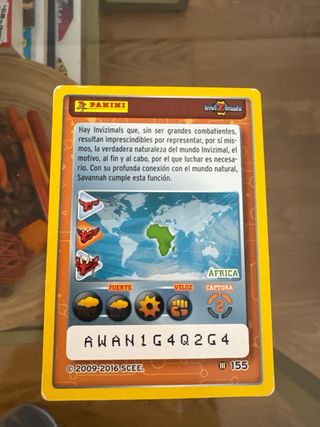 PANINI
InviZimals
Hay Invizimals que, sin ser grandes combatientes,
resultan imprescindibles por representar, por sí mis-
mos, la verdadera naturaleza del mundo Invizimal, el
motivo, al fin y al cabo, por el que luchar es necesa-
rio. Con su profunda conexión con el mundo natural,
Savannah cumple esta función.
ÁFRICA
FUERTE VELOZ CAPTURA
2
AWAN1G4Q2G4
© 2009-2016 SCEE.
155